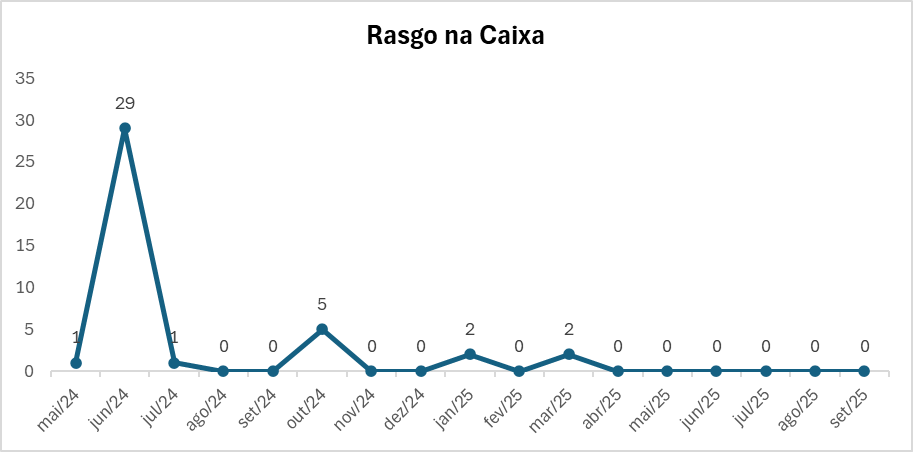 Rasgo na Caixa
35
30
25
20
15
10
5
0
1
29
1
0
0
5
0
0
2
0
2
0
0
0
0
0
0
mai/24
jun/24
jul/24
ago/24
set/24
out/24
nov/24
dez/24
jan/25
fev/25
mar/25
abr/25
mai/25
jun/25
jul/25
ago/25
set/25